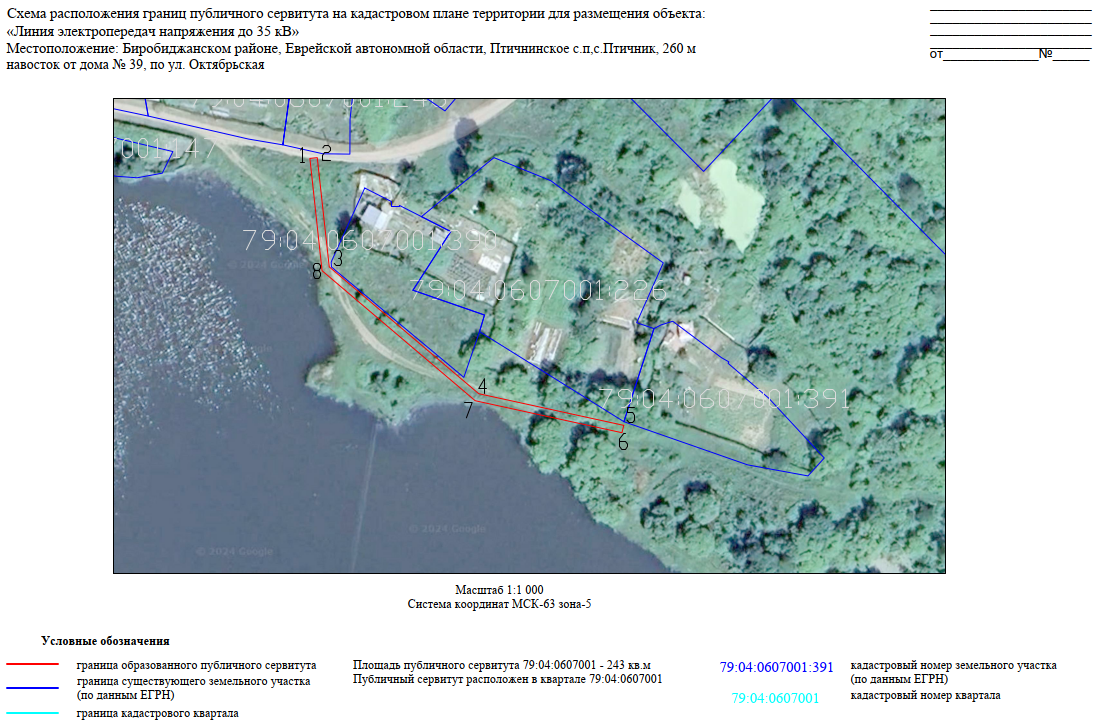 Схема расположения границ публичного сервитута на кадастровом плане территории для размещения объекта:
«Линия электропередач напряжения до 35 кВ»
Местоположение: Биробиджанском районе, Еврейской автономной области, Птичнинское с.п,с.Птичник, 260 м
навосток от дома № 39, по ул. Октябрьская
от______________№_____
001:147
1 2
79:04:0607001:390
3
8
79:04:0607001:226
4
7
79:04:0607001:391
5
6
© 2024 Google
© 2024 Google
© 2024 Google
Масштаб 1:1 000
Система координат МСК-63 зона-5
Условные обозначения
граница образованного публичного сервитута
граница существующего земельного участка
(по данным ЕГРН)
граница кадастрового квартала
Площадь публичного сервитута 79:04:0607001 - 243 кв.м
Публичный сервитут расположен в квартале 79:04:0607001
79:04:0607001:391 кадастровый номер земельного участка
(по данным ЕГРН)
79:04:0607001 кадастровый номер квартала